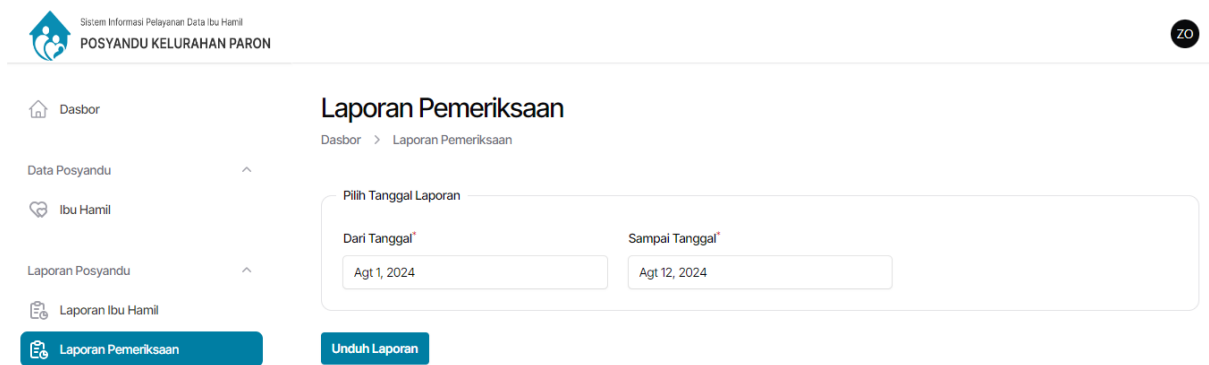 Sistem Informasi Pelayanan Data Ibu Hamil
POSYANDU KELURAHAN PARON
ZO
Dasbor
Data Posyandu
Ibu Hamil
Laporan Posyandu
Laporan Ibu Hamil
Laporan Pemeriksaan
Laporan Pemeriksaan
Dasbor > Laporan Pemeriksaan
Pilih Tanggal Laporan
Dari Tanggal* Sampai Tanggal*
Agt 1, 2024 Agt 12, 2024
Unduh Laporan